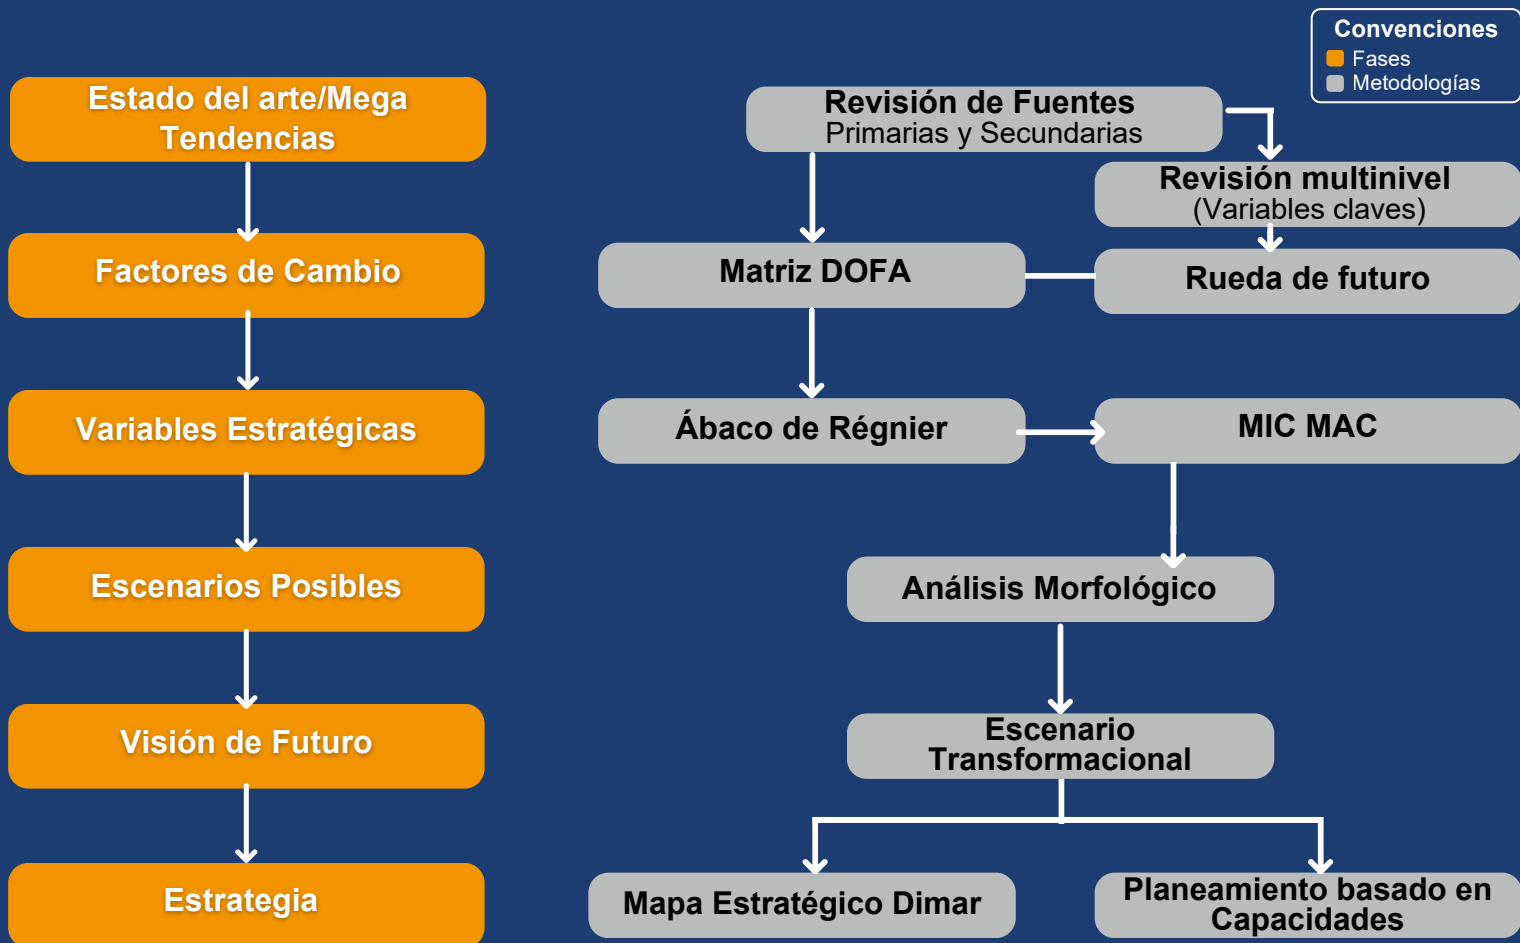 Convenciones
Fases
Metodologías
Estado del arte/Mega
Tendencias
Revisión de Fuentes
Primarias y Secundarias
Revisión multinivel
(Variables claves)
Factores de Cambio
Matriz DOFA
Rueda de futuro
Variables Estratégicas
Ábaco de Régnier
MIC MAC
Escenarios Posibles
Análisis Morfológico
Visión de Futuro
Escenario
Transformacional
Estrategia
Mapa Estratégico Dimar
Planeamiento basado en
Capacidades